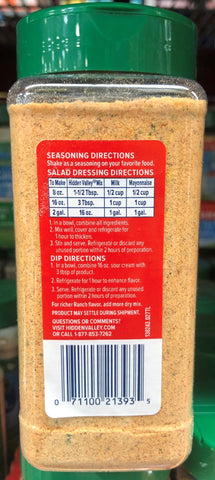 SEASONING DIRECTIONS
Shake as a seasoning on your favorite food.
SALAD DRESSING DIRECTIONS
To Make Hidden Valley® Mix Milk Mayonnaise
8 oz. 1-1/2 Tbsp. 1/2 cup 1/2 cup
16 oz. 3 Tbsp. 1 cup 1 cup
2 gal. 16 oz. 1 gal. 1 gal.
1. In a bowl, combine all ingredients.
2. Mix well, cover and refrigerate for
1 hour to thicken.
3. Stir and serve. Refrigerate or discard any
unused portion within 2 hours of preparation.
DIP DIRECTIONS
1. In a bowl, combine 16 oz. sour cream with
3 tbsp of product.
2. Refrigerate for 1 hour to enhance flavor.
3. Serve. Refrigerate or discard any unused
portion within 2 hours of preparation.
For richer Ranch flavor, add more dry mix.
PRODUCT MAY SETTLE DURING SHIPMENT.
QUESTIONS OR COMMENTS?
VISIT HIDDENVALLEY.COM
OR CALL 1-877-853-7262
0 71100 21393 5